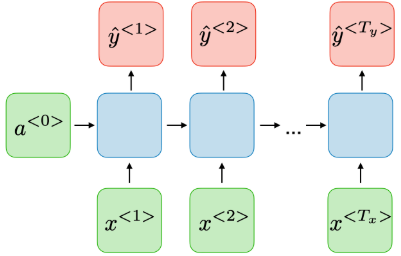 ŷ<1> ŷ<2> ŷ<Ty>
a<0> ...
x<1> x<2> x<Tx>